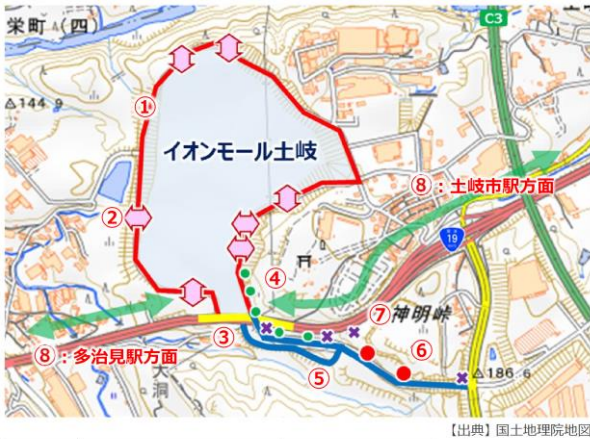 栄町（四）
C3
144.9
①
イオンモール土岐
⑧：土岐市駅方面
②
19
④
⑦
神明峠
③
⑥
⑧：多治見駅方面
⑤
186.6
大洞
【出典】国土地理院地図